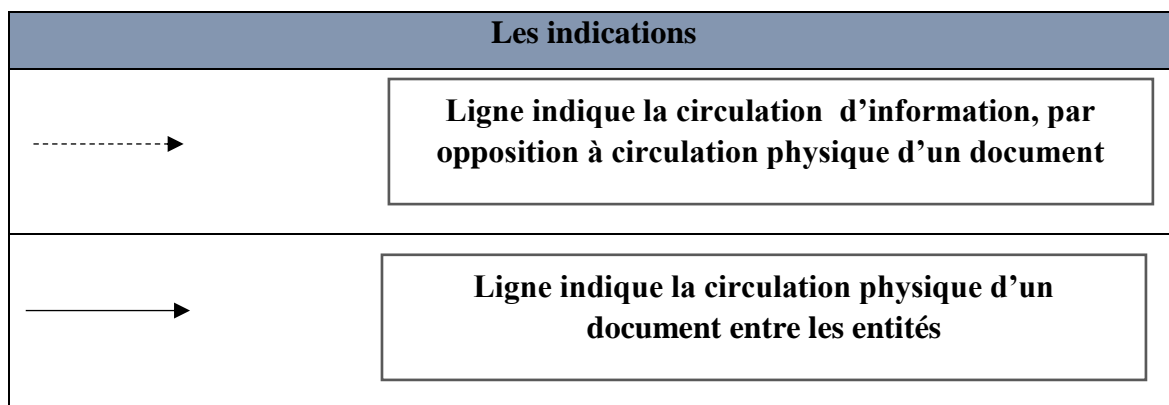 Les indications
Ligne indique la circulation d’information, par
opposition à circulation physique d’un document
Ligne indique la circulation physique d’un
document entre les entités